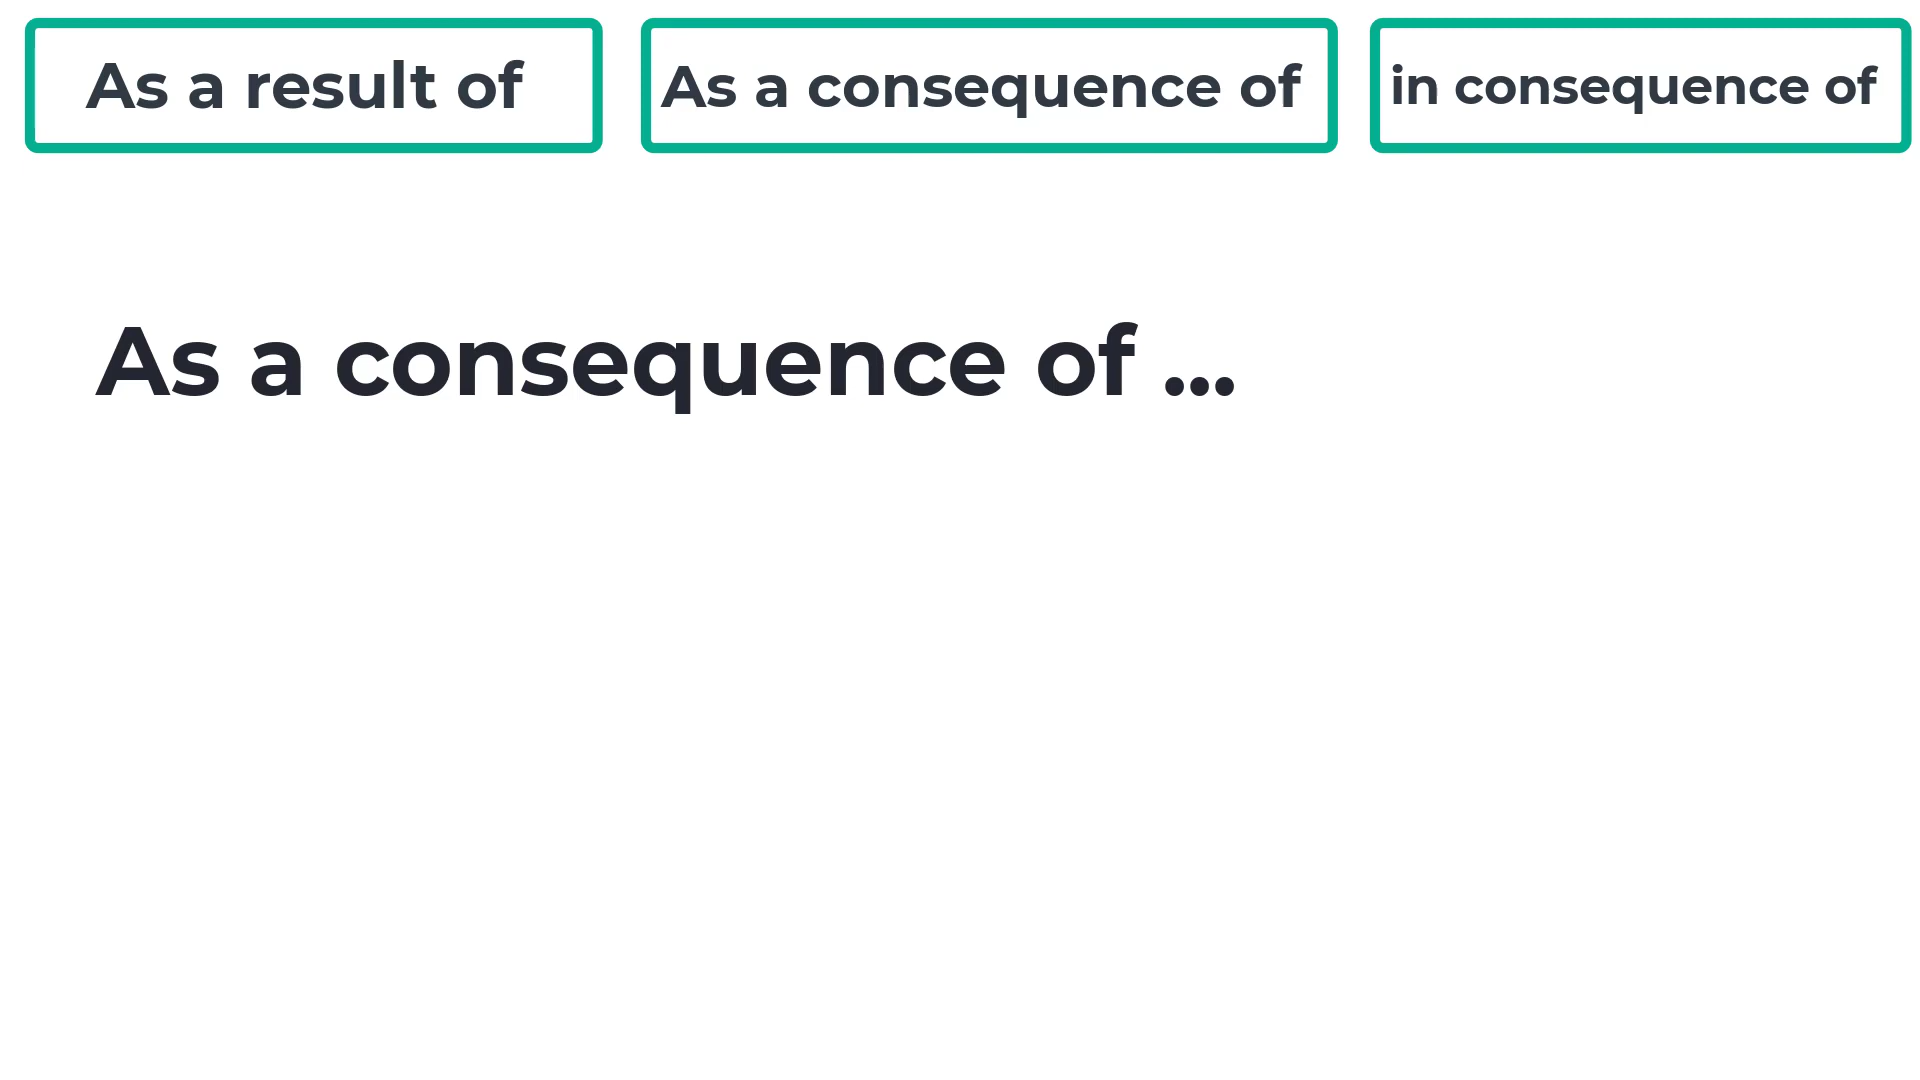 As a result of
As a consequence of
in consequence of
As a consequence of ...